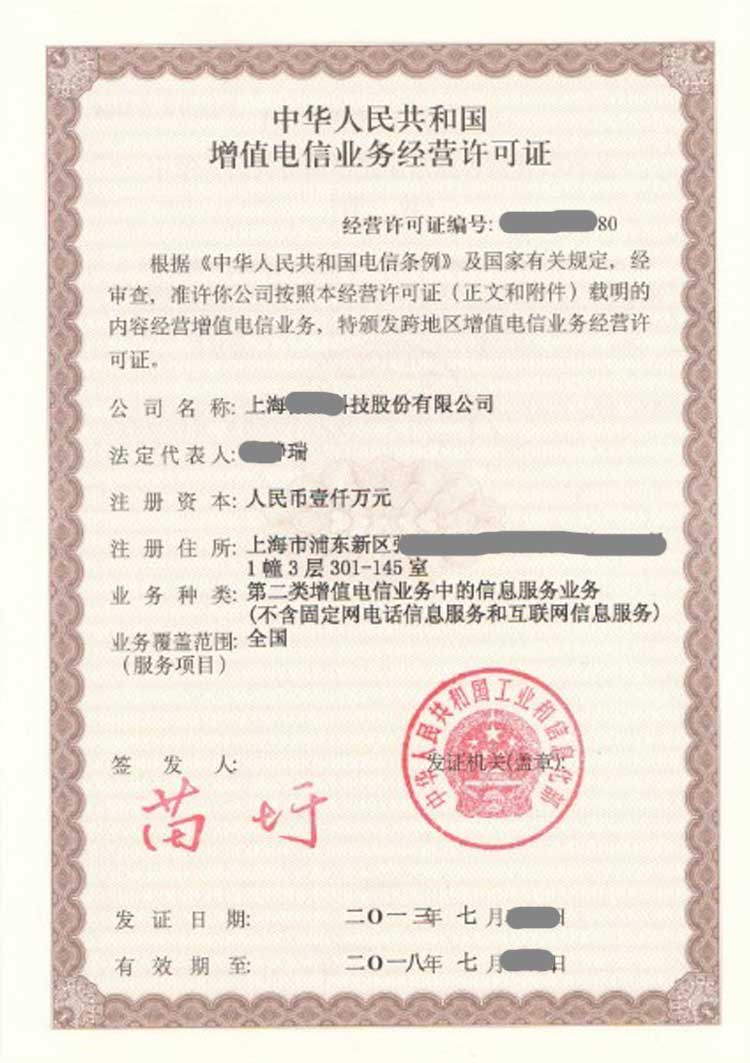 中华人民共和国
增值电信业务经营许可证
经营许可证编号: 80
根据《中华人民共和国电信条例》及国家有关规定，经
审查，准许你公司按照本经营许可证（正文和附件）载明的
内容经营增值电信业务，特颁发跨地区增值电信业务经营许
可证。
公司名称: 上海 技股份有限公司
法定代表人: 瑞
注册资本: 人民币壹仟万元
注册住所: 上海市浦东新区
1幢3层301-145室
业务种类: 第二类增值电信业务中的信息服务业务
(不含固定网电话信息服务和互联网信息服务)
业务覆盖范围: 全国
（服务项目）
中华人民共和国工业和信息化部
签发人: 发证机关(盖章):
苗圩
发证日期: 二〇一三年七月 日
有效期至: 二〇一八年七月 日